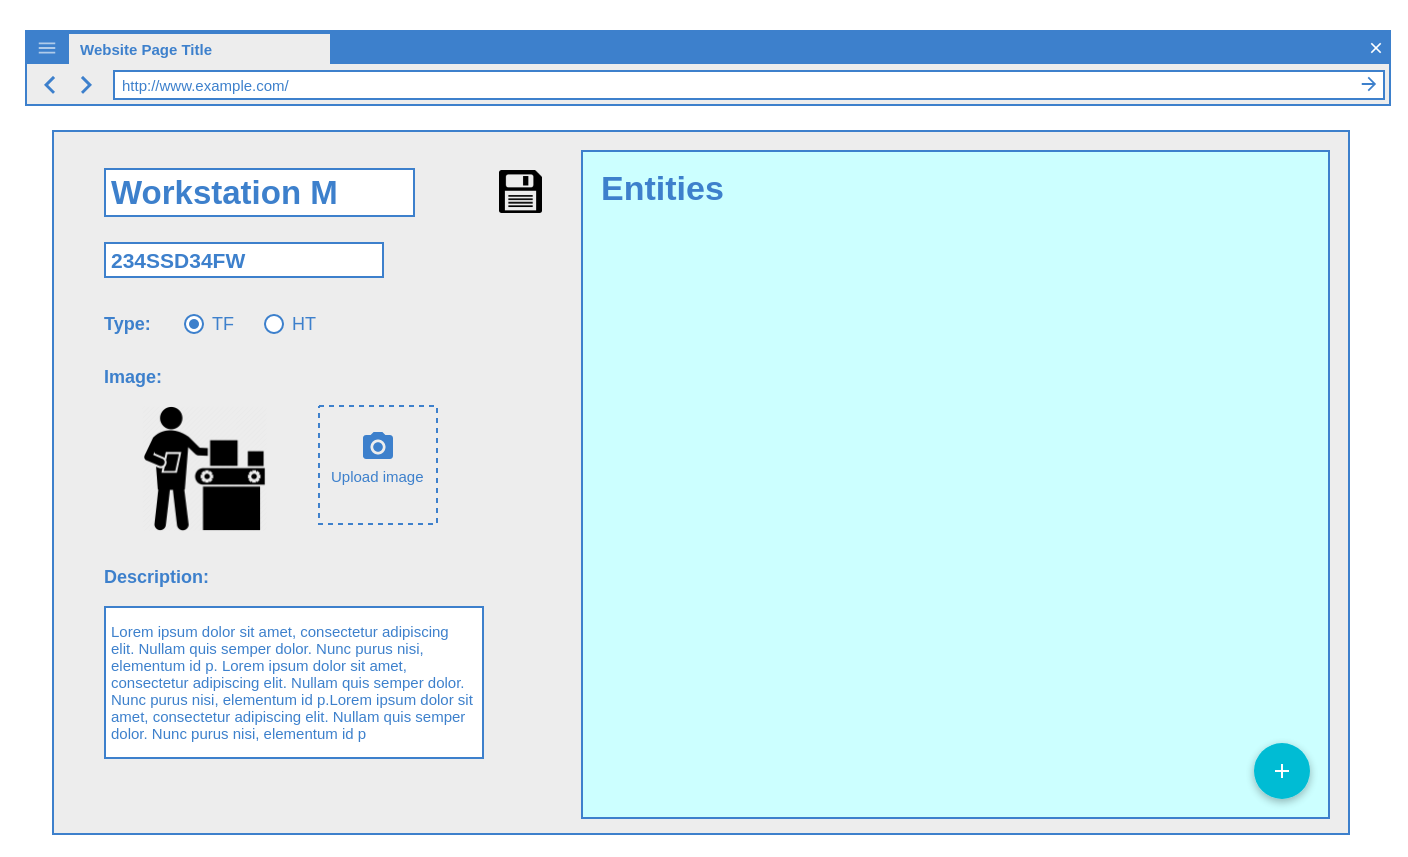 Website Page Title
http://www.example.com/
Workstation M
234SSD34FW
Type:
TF
HT
Image:
Upload image
Description:
Lorem ipsum dolor sit amet, consectetur adipiscing
elit. Nullam quis semper dolor. Nunc purus nisi,
elementum id p. Lorem ipsum dolor sit amet,
consectetur adipiscing elit. Nullam quis semper dolor.
Nunc purus nisi, elementum id p.Lorem ipsum dolor sit
amet, consectetur adipiscing elit. Nullam quis semper
dolor. Nunc purus nisi, elementum id p
Entities